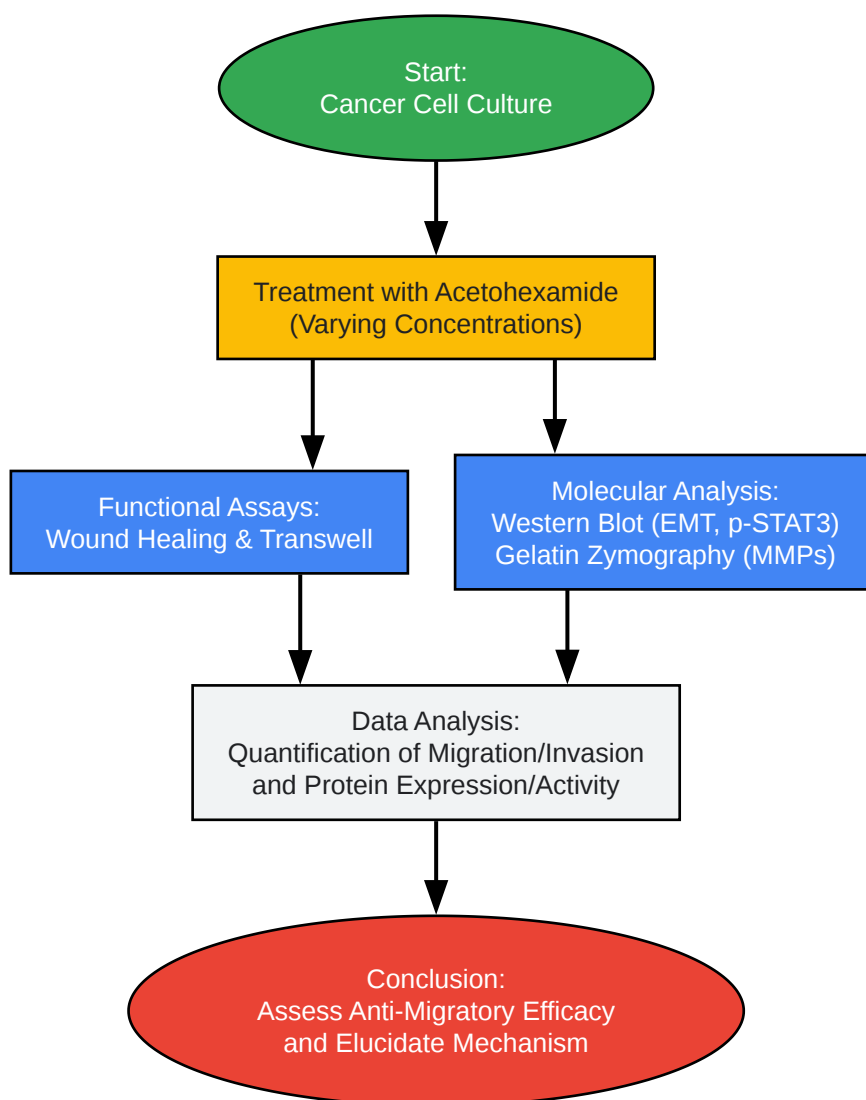 Start:
Cancer Cell Culture
Treatment with Acetohexamide
(Varying Concentrations)
Functional Assays:
Wound Healing & Transwell
Molecular Analysis:
Western Blot (EMT, p-STAT3)
Gelatin Zymography (MMPs)
Data Analysis:
Quantification of Migration/Invasion
and Protein Expression/Activity
Conclusion:
Assess Anti-Migratory Efficacy
and Elucidate Mechanism